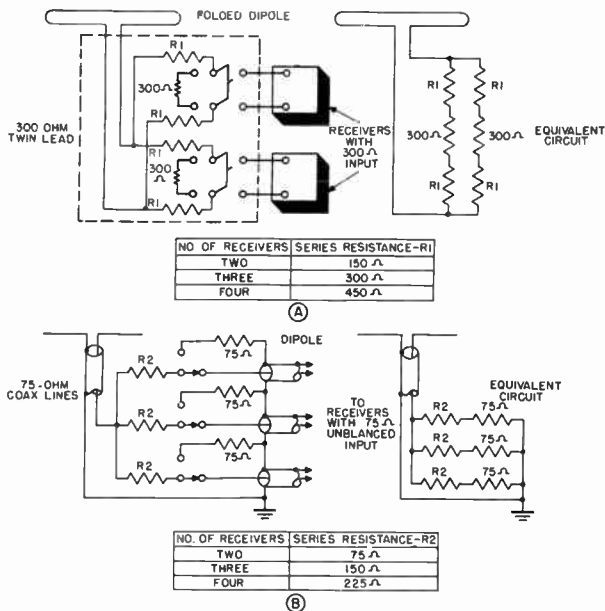 FOLDED DIPOLE
R1
300Ω
R1
300 OHM
TWIN LEAD
R1
300
Ω
R1
RECEIVERS
WITH
300Ω
INPUT
R1
R1
300Ω
300Ω
R1
R1
EQUIVALENT
CIRCUIT
NO. OF RECEIVERS SERIES RESISTANCE-R1
TWO 150Ω
THREE 300Ω
FOUR 450Ω
A
75-OHM
COAX LINES
R2
R2
R2
75Ω
75Ω
75Ω
DIPOLE
TO
RECEIVERS
WITH 75Ω
UNBLANCED
INPUT
EQUIVALENT
CIRCUIT
R2 75Ω
R2 75Ω
R2 75Ω
NO. OF RECEIVERS SERIES RESISTANCE-R2
TWO 75Ω
THREE 150Ω
FOUR 225Ω
B